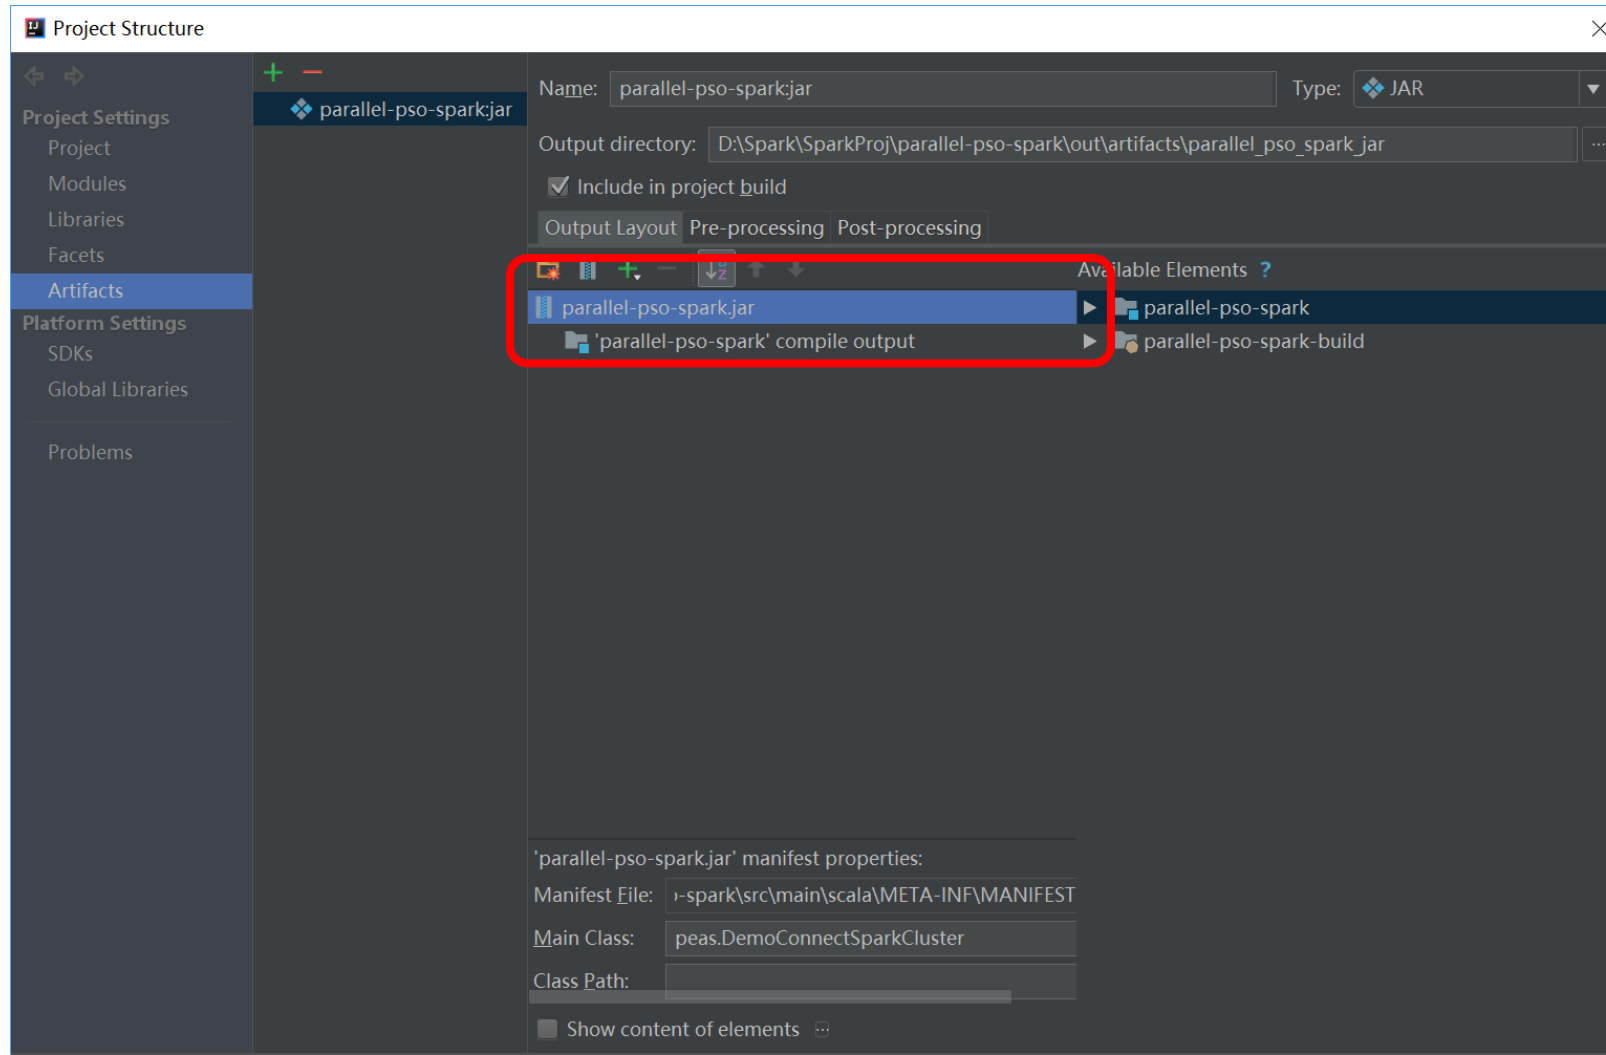 Project Structure
Project Settings
Project
Modules
Libraries
Facets
Artifacts
Platform Settings
SDKs
Global Libraries
Problems
parallel-pso-spark:jar
Name: parallel-pso-spark:jar Type: JAR
Output directory: D:\Spark\SparkProj\parallel-pso-spark\out\artifacts\parallel_pso_spark_jar
Include in project build
Output Layout Pre-processing Post-processing
Available Elements ?
parallel-pso-spark.jar
'parallel-pso-spark' compile output
parallel-pso-spark
parallel-pso-spark-build
'parallel-pso-spark.jar' manifest properties:
Manifest File: -spark\src\main\scala\META-INF\MANIFEST
Main Class: peas.DemoConnectSparkCluster
Class Path:
Show content of elements ...